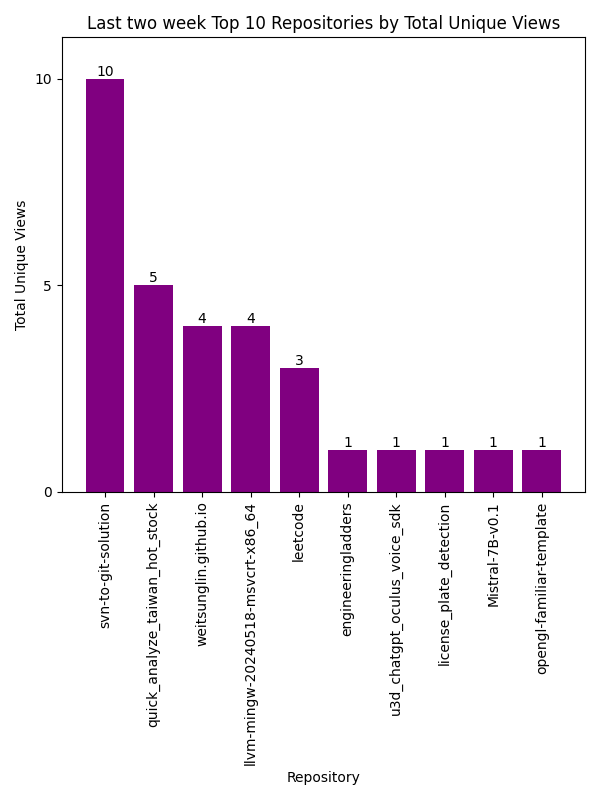 Last two week Top 10 Repositories by Total Unique Views
Total Unique Views
10
5
0
10
5
4
4
3
1
1
1
1
1
svn-to-git-solution
quick_analyze_taiwan_hot_stock
weitsunglin.github.io
llvm-mingw-20240518-msvcrt-x86_64
leetcode
engineeringladders
u3d_chatgpt_oculus_voice_sdk
license_plate_detection
Mistral-7B-v0.1
opengl-familiar-template
Repository